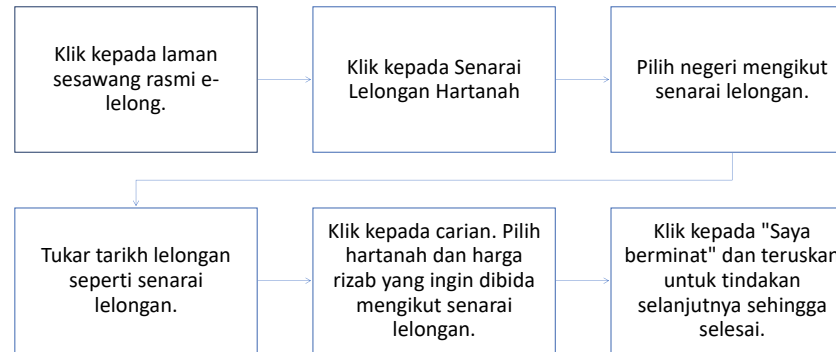 Klik kepada laman
sesawang rasmi e-
lelong.
Klik kepada Senarai
Lelongan Hartanah
Pilih negeri mengikut
senarai lelongan.
Tukar tarikh lelongan
seperti senarai
lelongan.
Klik kepada carian. Pilih
hartanah dan harga
rizab yang ingin dibida
mengikut senarai
lelongan.
Klik kepada "Saya
berminat" dan teruskan
untuk tindakan
selanjutnya sehingga
selesai.